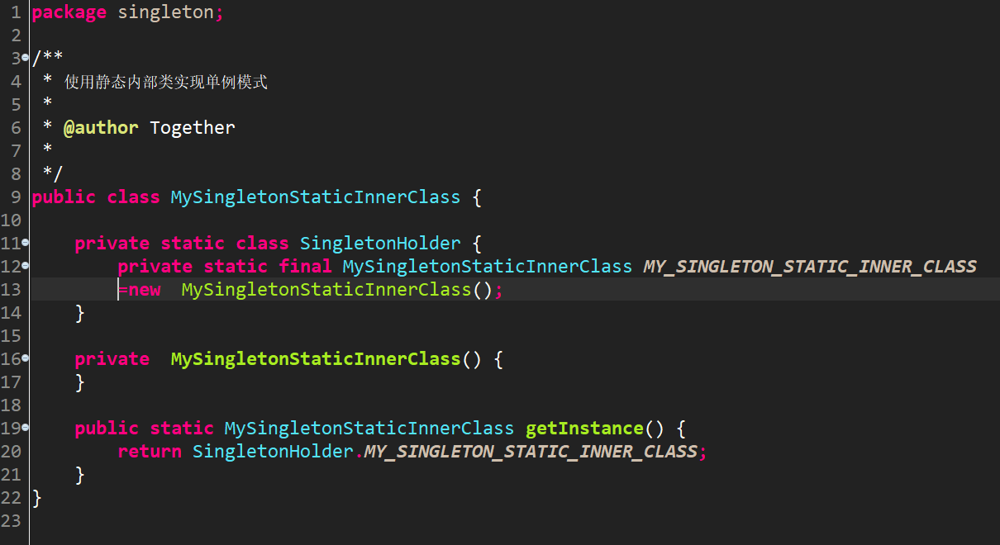 1 package singleton;
2
3 /**
4 * 使用静态内部类实现单例模式
5 *
6 * @author Together
7 *
8 */
9 public class MySingletonStaticInnerClass {
10
11 private static class SingletonHolder {
12 private static final MySingletonStaticInnerClass MY_SINGLETON_STATIC_INNER_CLASS
13 =new  MySingletonStaticInnerClass();
14 }
15
16 private  MySingletonStaticInnerClass() {
17 }
18
19 public static MySingletonStaticInnerClass getInstance() {
20 return SingletonHolder.MY_SINGLETON_STATIC_INNER_CLASS;
21 }
22 }
23